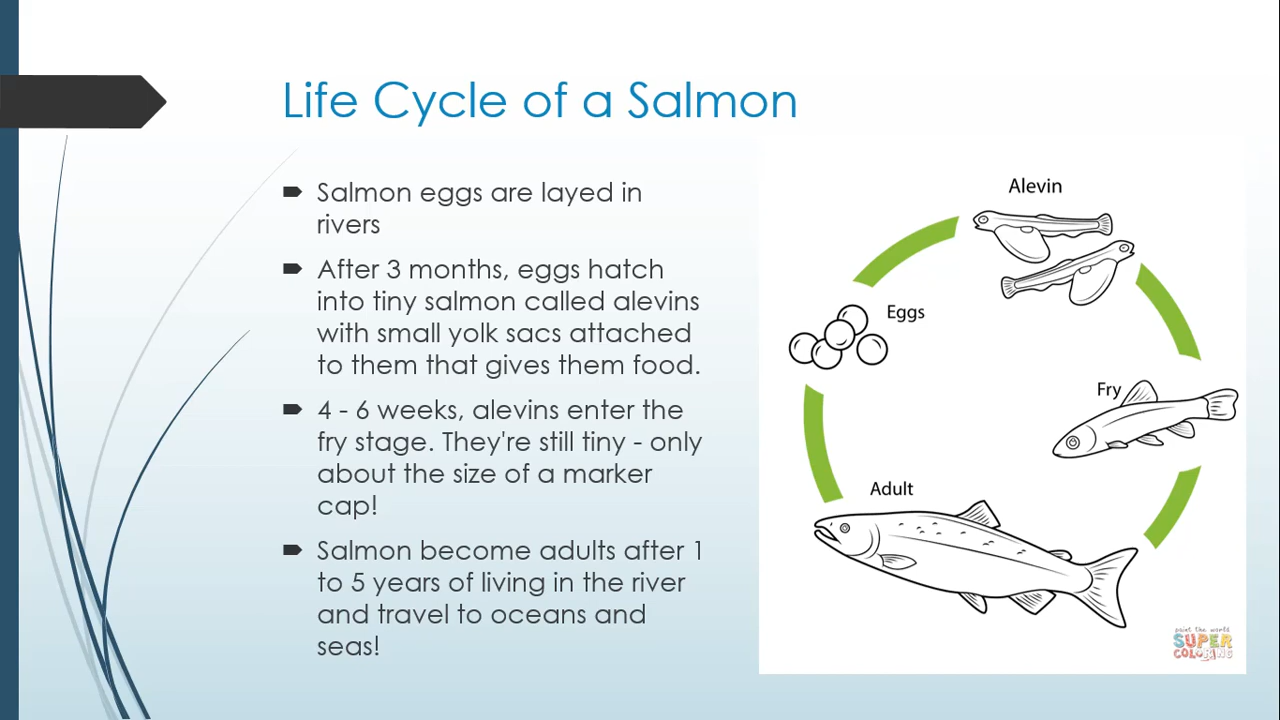 Life Cycle of a Salmon
Salmon eggs are layed in
rivers
After 3 months, eggs hatch
into tiny salmon called alevins
with small yolk sacs attached
to them that gives them food.
4 - 6 weeks, alevins enter the
fry stage. They're still tiny - only
about the size of a marker
cap!
Salmon become adults after 1
to 5 years of living in the river
and travel to oceans and
seas!
Alevin
Eggs
Fry
Adult
paint the world
SUPER
COLORING